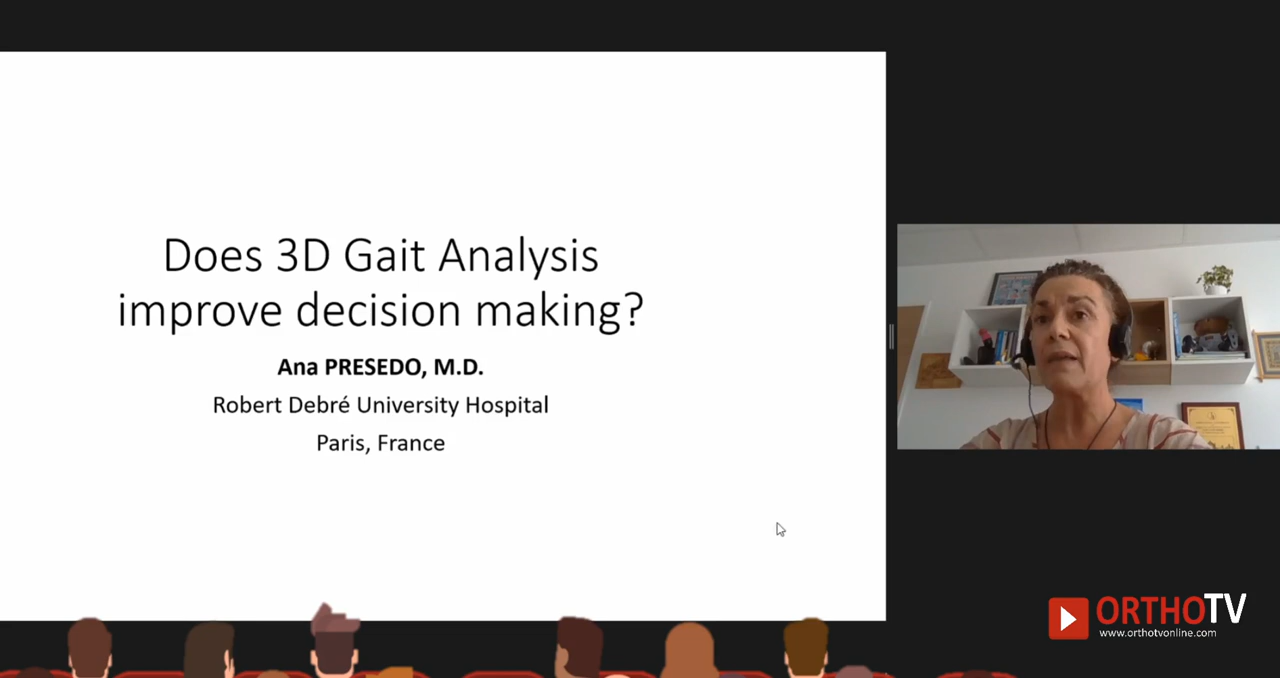 Does 3D Gait Analysis
improve decision making?
Ana PRESEDO, M.D.
Robert Debré University Hospital
Paris, France
ORTHOTV
www.orthotvonline.com